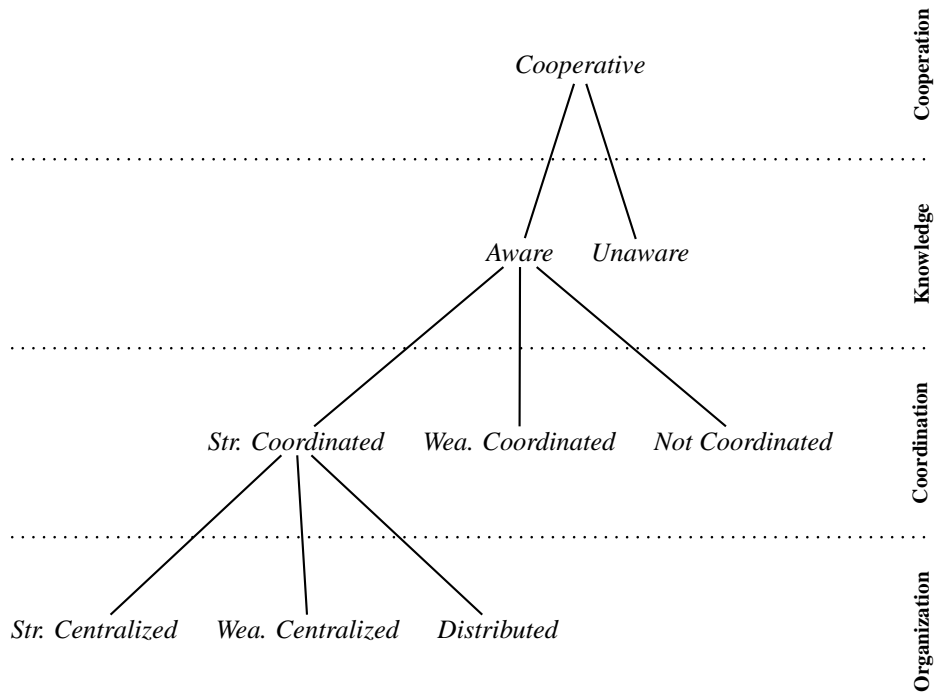 Cooperative
Cooperation
Aware Unaware
Knowledge
Str. Coordinated Wea. Coordinated Not Coordinated
Coordination
Str. Centralized Wea. Centralized Distributed
Organization